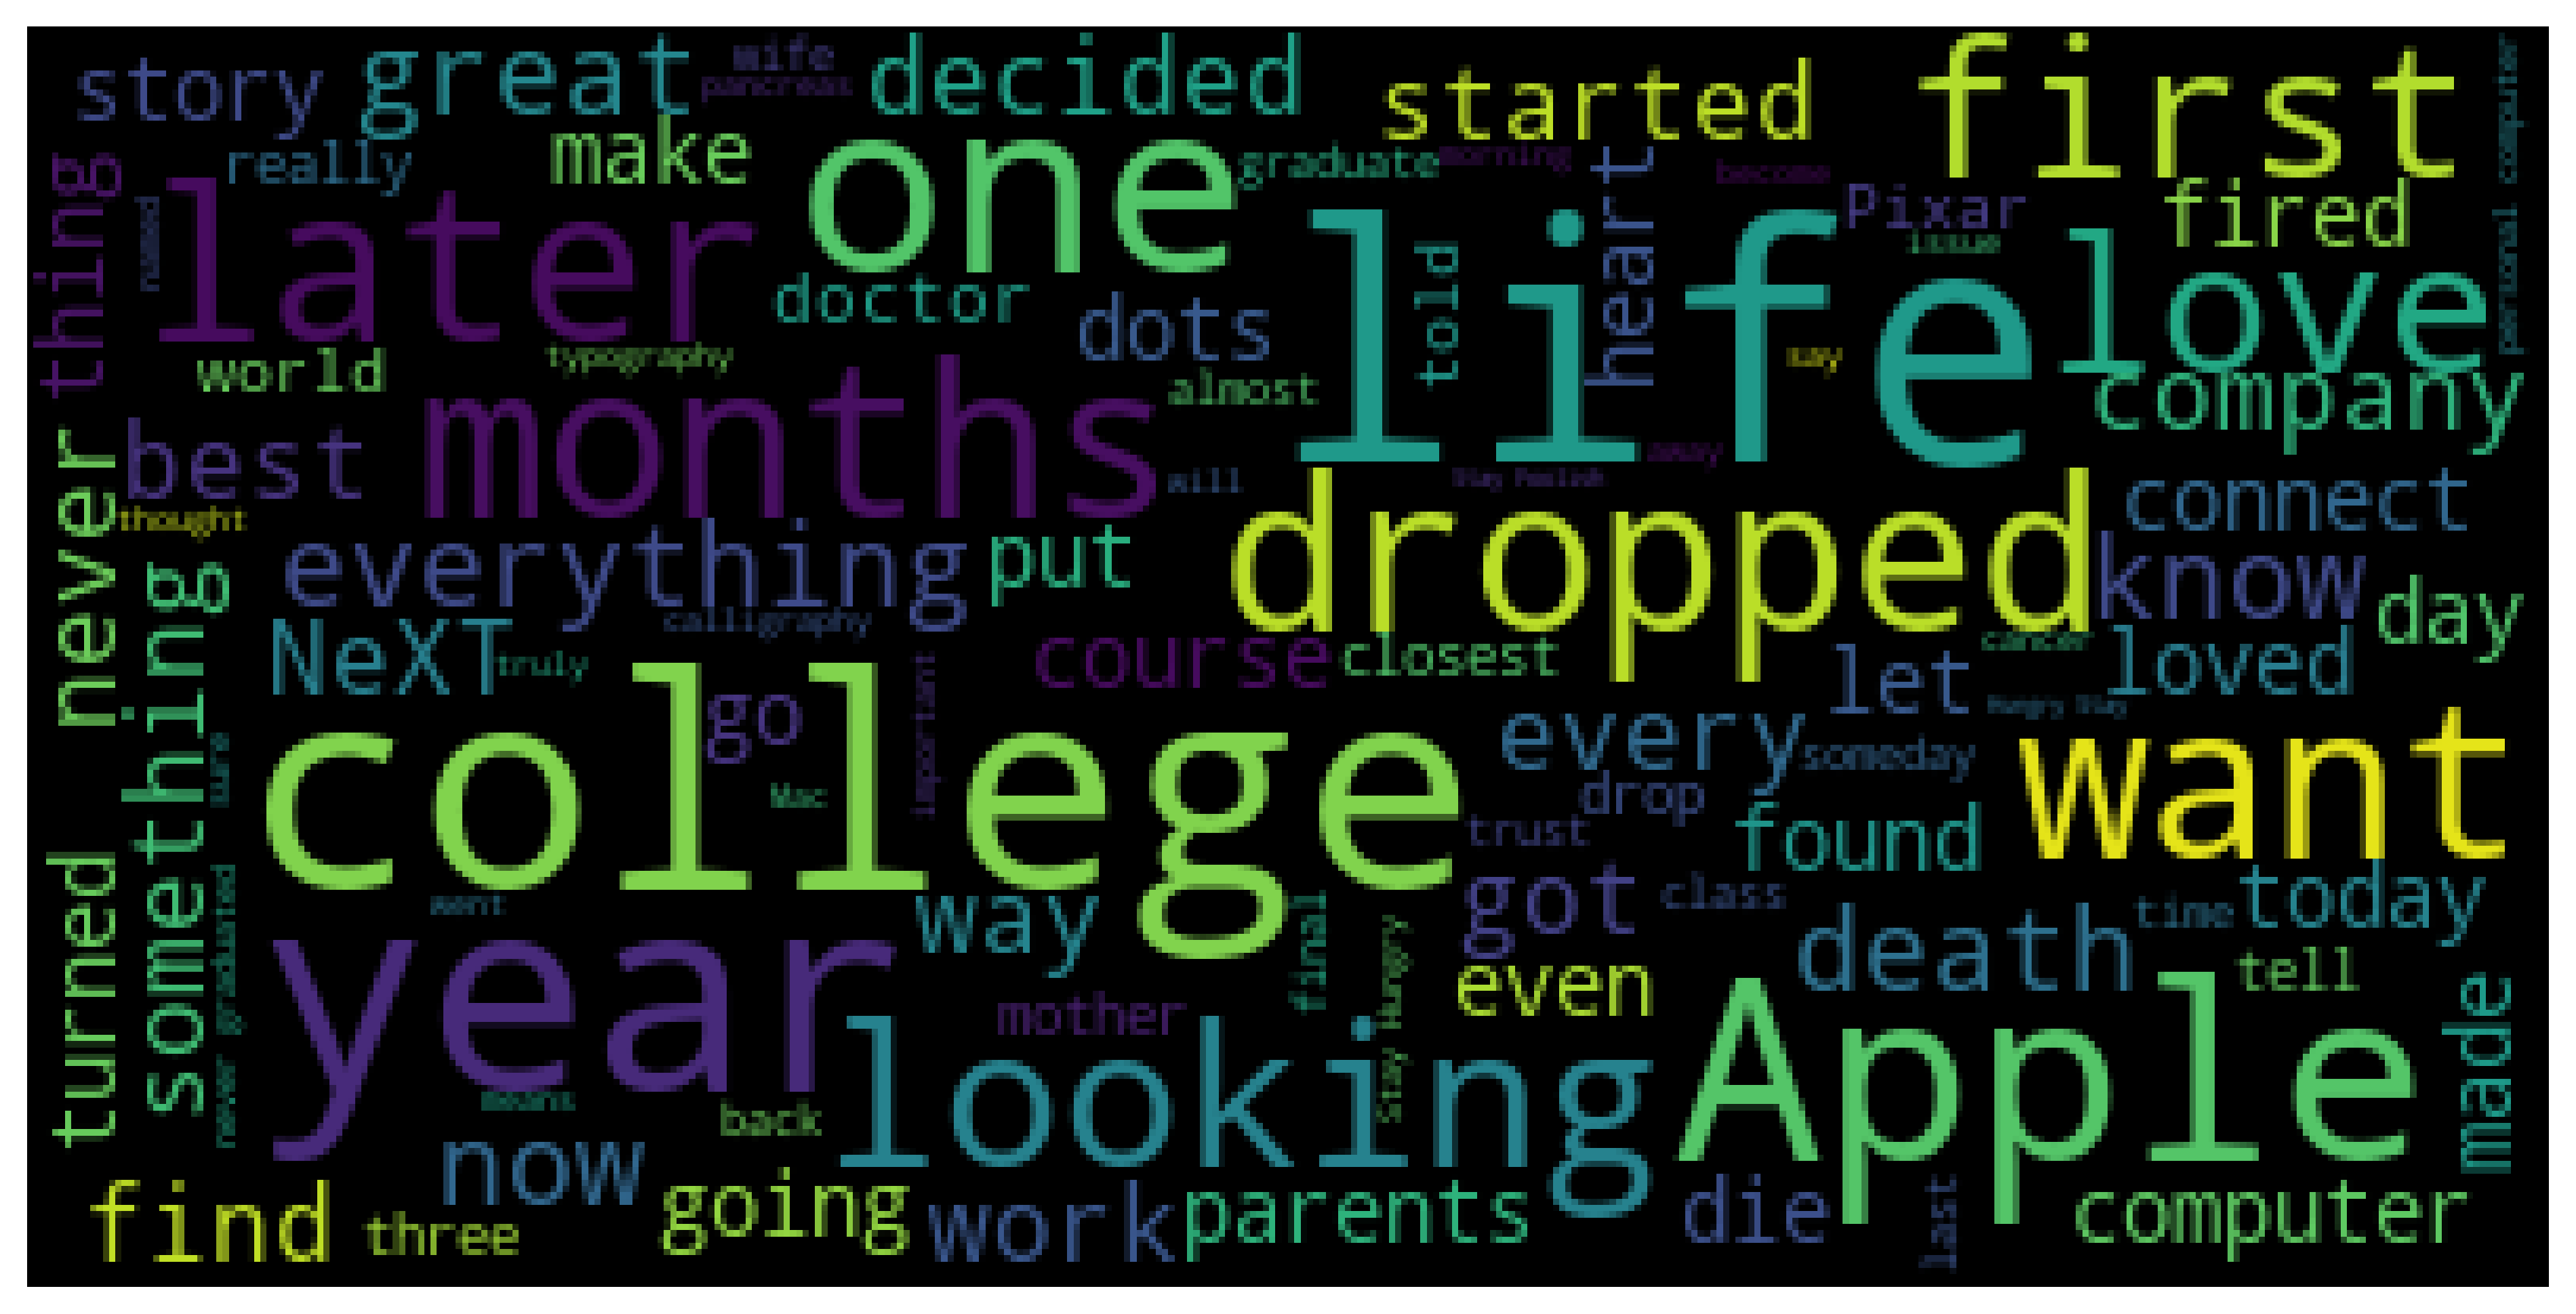 story
great
wife
pancreas
decided
started
first
personal computer
really
make
one
graduate
morning
become
heart
Pixar
fired
thing
named
later
doctor
dots
told
life
issue
love
world
typography
almost
say
company
never
best
months
will
away
Stay Foolish
connect
thought
everything
put
dropped
know
day
something
NeXT
calligraphy
truly
course
closest
cancer
let
loved
college
go
important
every
Hungry Stay
someday
want
Mac
drop
trust
found
turned
never graduated
went
way
final
Stay Hungry
got
class
death
time
today
year
mother
even
tell
made
looking
Apple
back
now
find
three
going
work
parents
die
last
computer